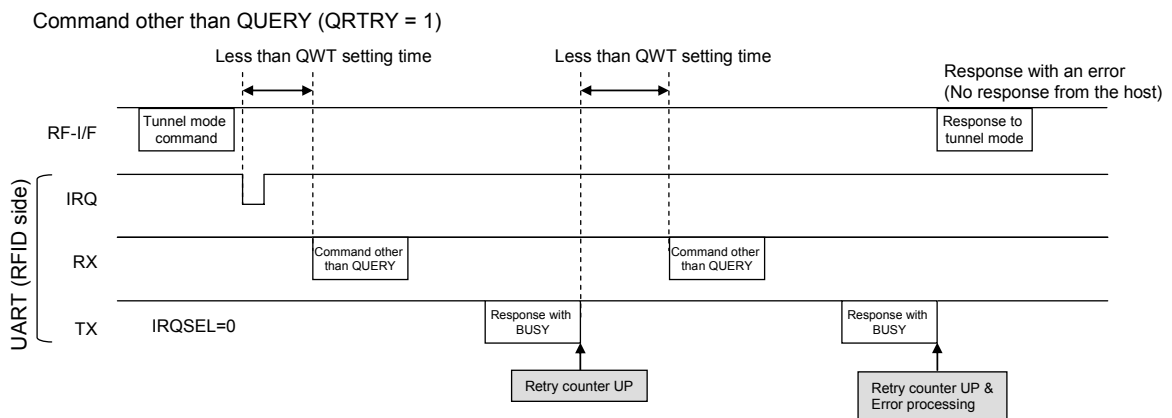 Command other than QUERY (QRTRY = 1)
Less than QWT setting time
Less than QWT setting time
Response with an error
(No response from the host)
RF-I/F
Tunnel mode
command
Response to
tunnel mode
UART (RFID side)
IRQ
RX
Command other
than QUERY
Command other
than QUERY
TX
IRQSEL=0
Response with
BUSY
Response with
BUSY
Retry counter UP
Retry counter UP &
Error processing